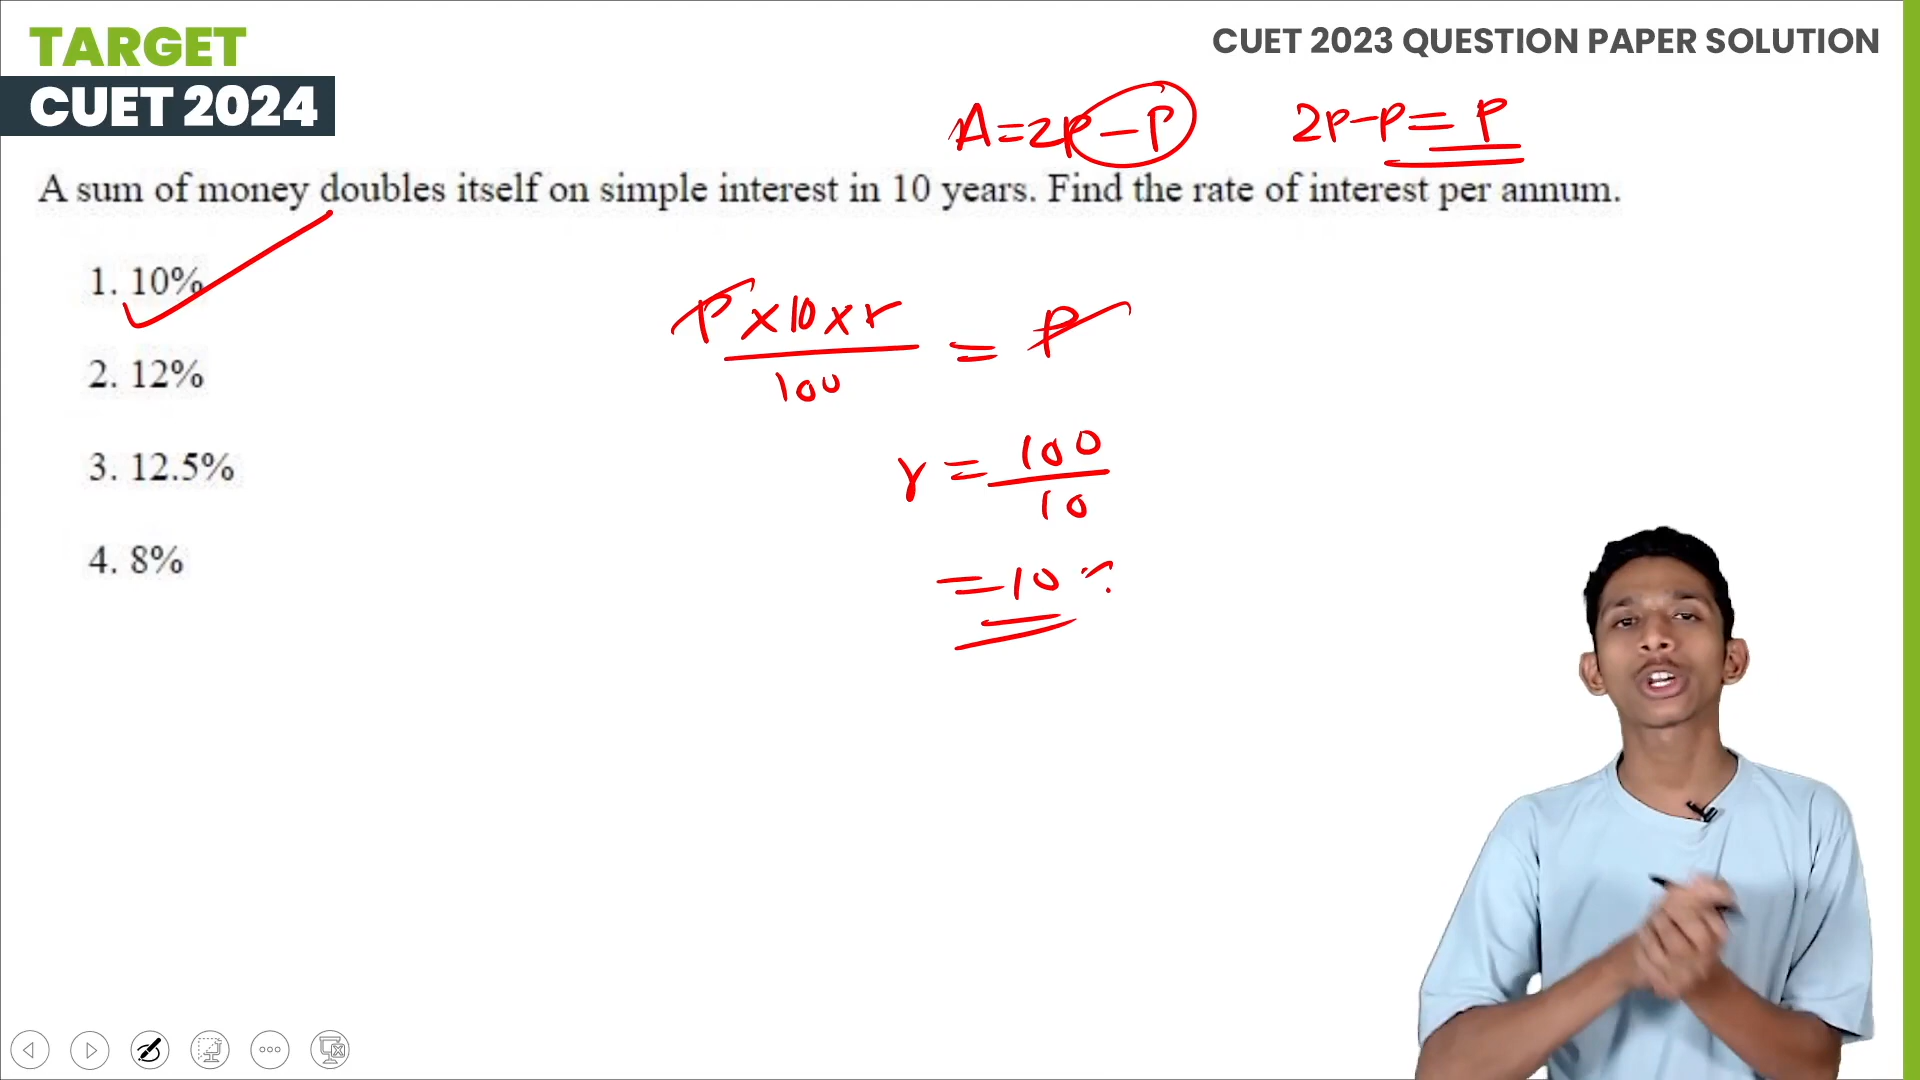 TARGET
CUET 2024
CUET 2023 QUESTION PAPER SOLUTION
A=2P-P
2P-P=P
A sum of money doubles itself on simple interest in 10 years. Find the rate of interest per annum.
1. 10%
2. 12%
3. 12.5%
4. 8%
P×10×r
100
= P
r = 100
10
=10%